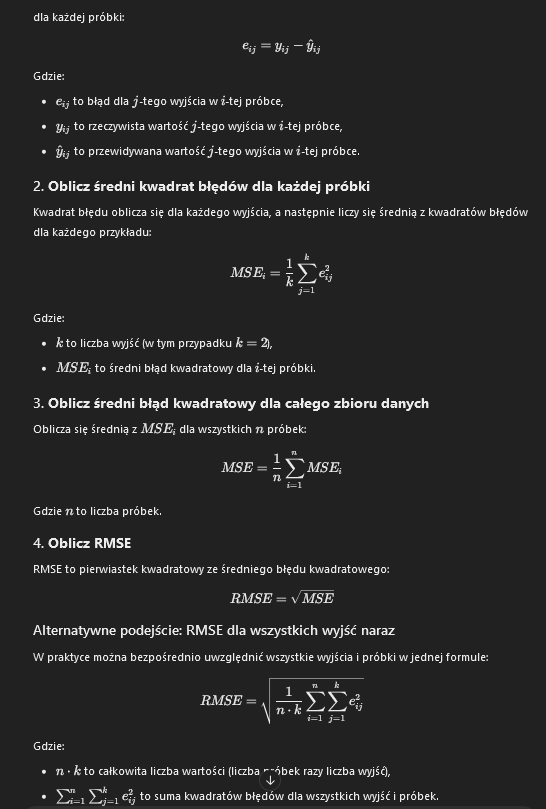 dla każdej próbki:
e_{ij} = y_{ij} − ŷ_{ij}
Gdzie:
• e_{ij} to błąd dla j-tego wyjścia w i-tej próbce,
• y_{ij} to rzeczywista wartość j-tego wyjścia w i-tej próbce,
• ŷ_{ij} to przewidywana wartość j-tego wyjścia w i-tej próbce.
2. Oblicz średni kwadrat błędów dla każdej próbki
Kwadrat błędu oblicza się dla każdego wyjścia, a następnie liczy się średnią z kwadratów błędów
dla każdego przykładu:
MSE_i = \frac{1}{k} \sum_{j=1}^{k} e_{ij}^2
Gdzie:
• k to liczba wyjść (w tym przypadku k = 2),
• MSE_i to średni błąd kwadratowy dla i-tej próbki.
3. Oblicz średni błąd kwadratowy dla całego zbioru danych
Oblicza się średnią z MSE_i dla wszystkich n próbek:
MSE = \frac{1}{n} \sum_{i=1}^{n} MSE_i
Gdzie n to liczba próbek.
4. Oblicz RMSE
RMSE to pierwiastek kwadratowy ze średniego błędu kwadratowego:
RMSE = \sqrt{MSE}
Alternatywne podejście: RMSE dla wszystkich wyjść naraz
W praktyce można bezpośrednio uwzględnić wszystkie wyjścia i próbki w jednej formule:
RMSE = \sqrt{\frac{1}{n \cdot k} \sum_{i=1}^{n} \sum_{j=1}^{k} e_{ij}^2}
Gdzie:
• n · k to całkowita liczba wartości (liczba próbek razy liczba wyjść),
• \sum_{i=1}^{n} \sum_{j=1}^{k} e_{ij}^2 to suma kwadratów błędów dla wszystkich wyjść i próbek.